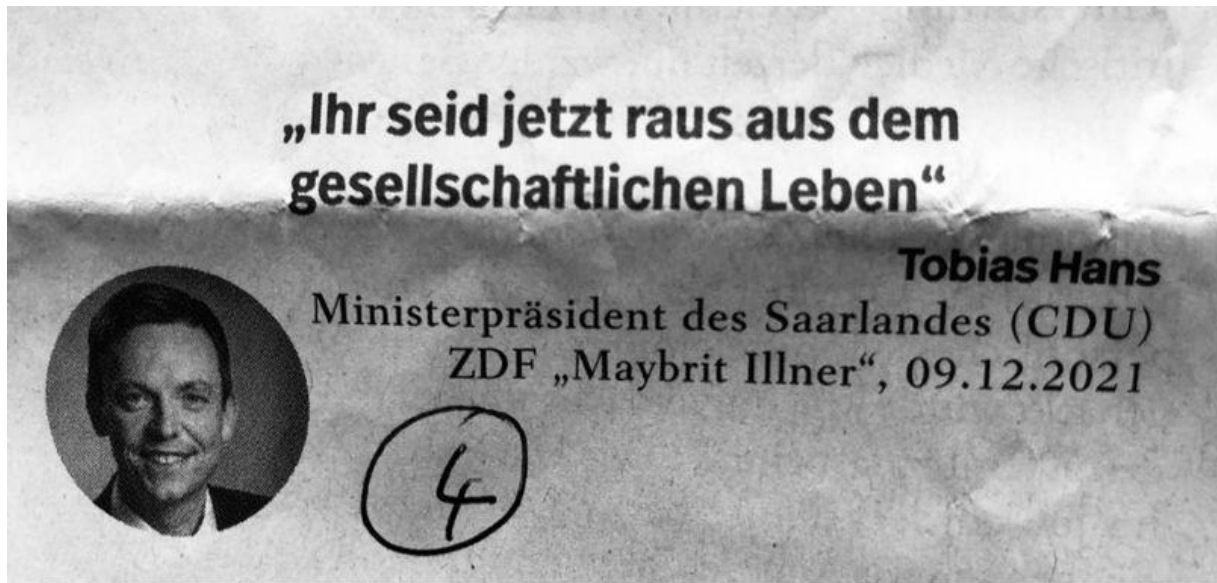 „Ihr seid jetzt raus aus dem
gesellschaftlichen Leben“
Tobias Hans
Ministerpräsident des Saarlandes (CDU)
ZDF „Maybrit Illner“, 09.12.2021
4